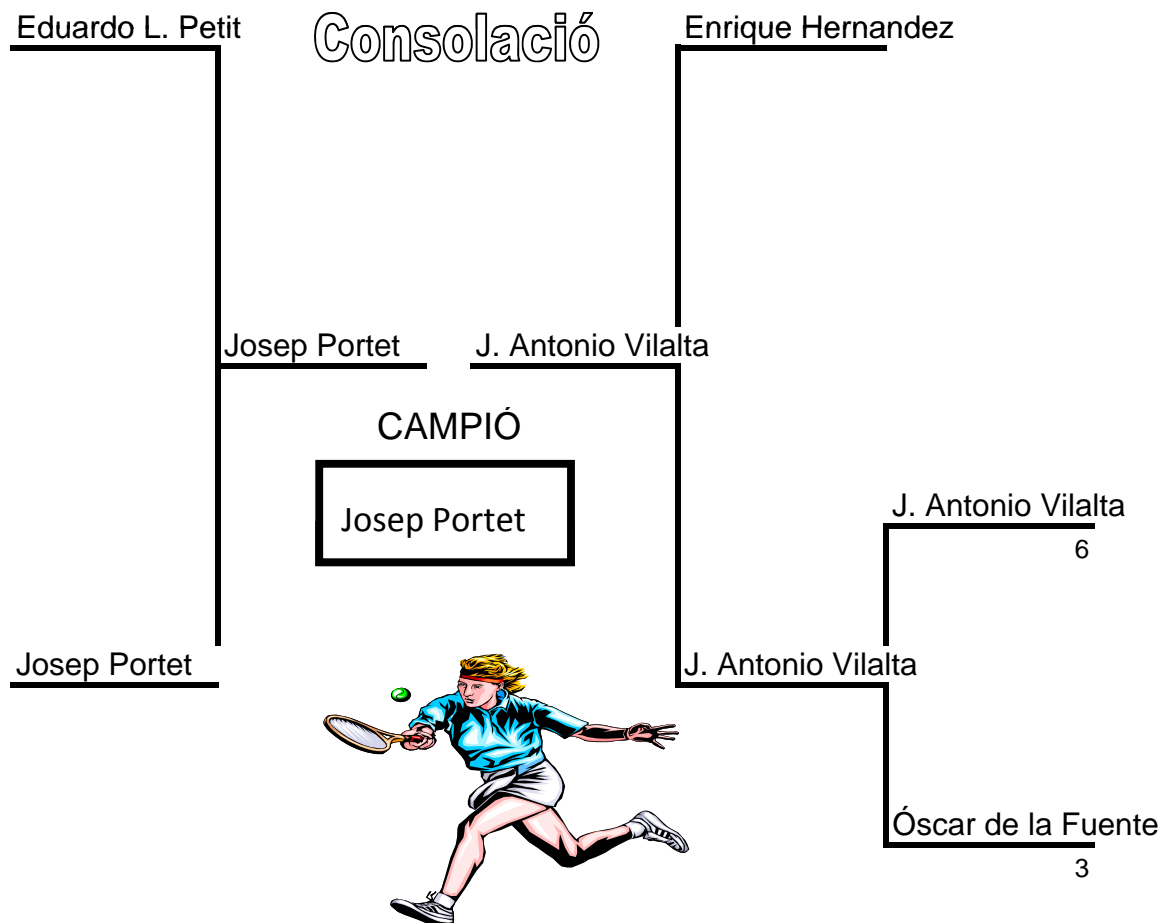 Eduardo L. Petit
Consolació
Enrique Hernandez
Josep Portet
J. Antonio Vilalta
CAMPIÓ
Josep Portet
J. Antonio Vilalta
6
Josep Portet
J. Antonio Vilalta
Óscar de la Fuente
3